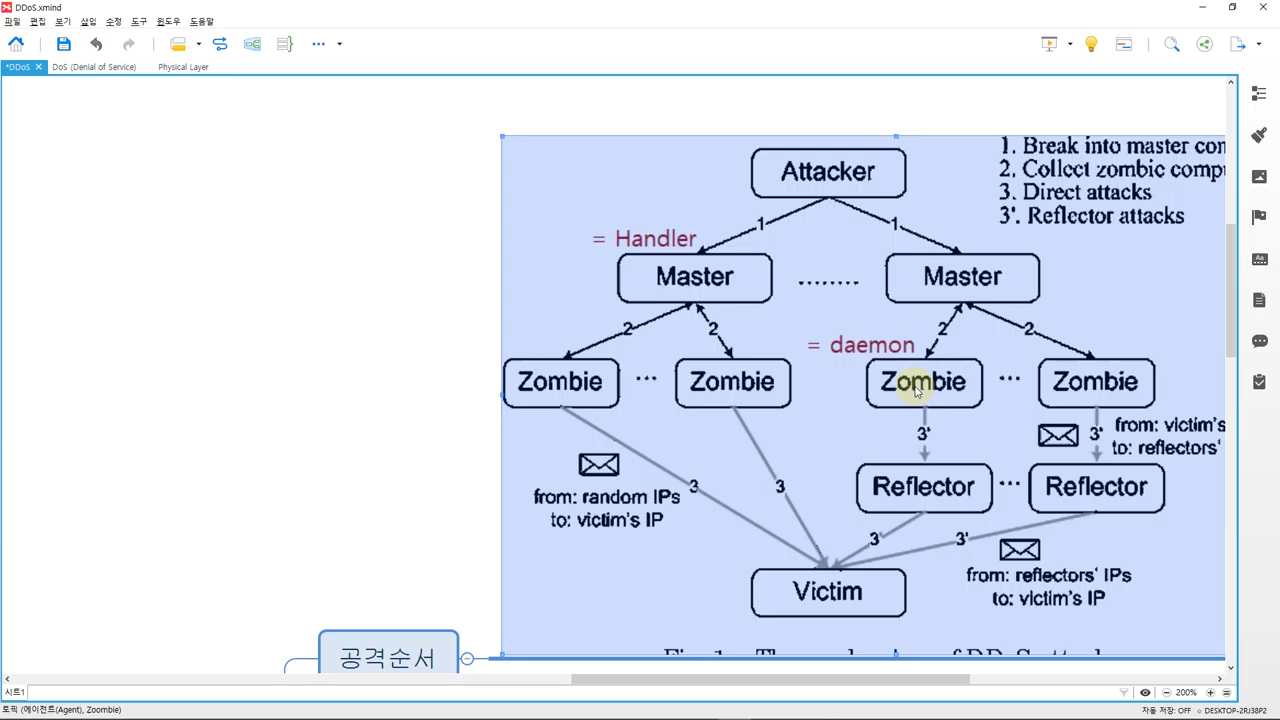 DDoS.xmind
파일 편집 보기 삽입 수정 도구 윈도우 도움말
*DDoS DoS (Denial of Service) Physical Layer
1. Break into master con
2. Collect zombie comp
3. Direct attacks
3'. Reflector attacks
Attacker
1 1
= Handler
Master ........ Master
2 2 2 2
= daemon
Zombie ... Zombie Zombie ... Zombie
3' 3'
from: victim's
to: reflectors'
from: random IPs
to: victim's IP
3 3
Reflector ... Reflector
3' 3'
from: reflectors' IPs
to: victim's IP
Victim
공격순서
시트1
200%
토픽 (에이전트(Agent), Zoombie)
자동 저장: OFF
DESKTOP-2RJ38P2